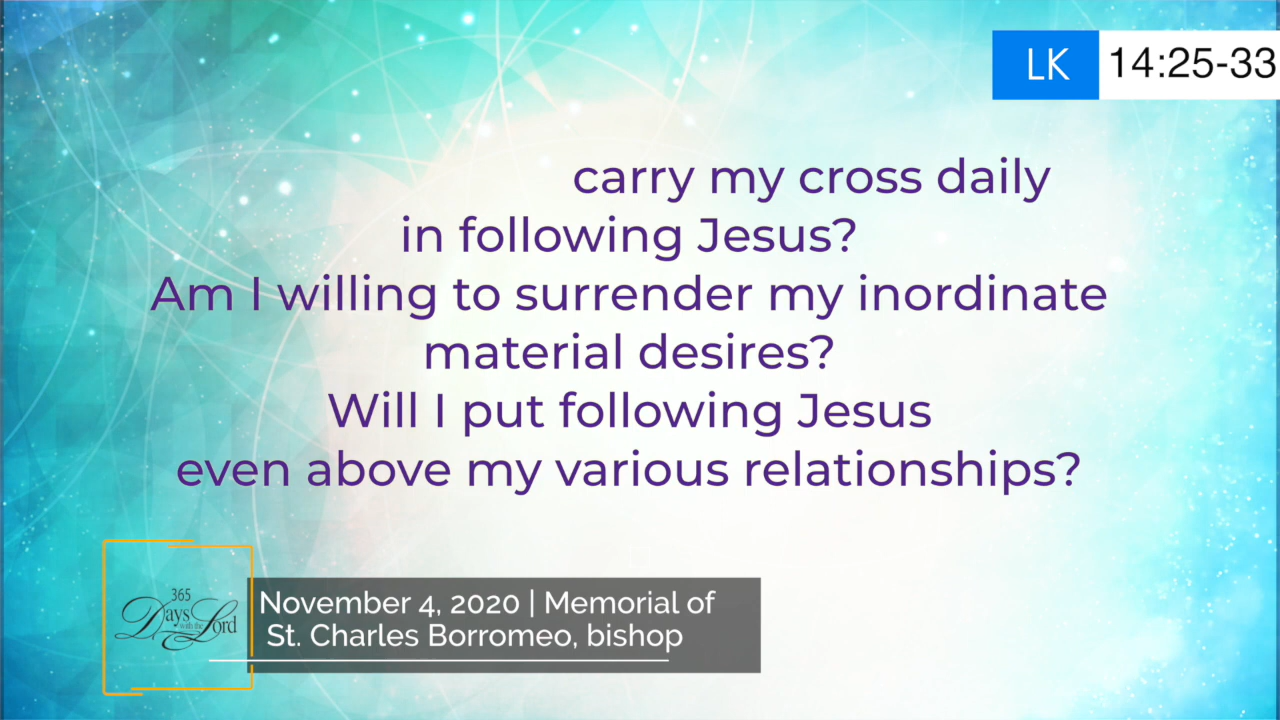 LK 14:25-33
carry my cross daily
in following Jesus?
Am I willing to surrender my inordinate
material desires?
Will I put following Jesus
even above my various relationships?
365
Days with the Lord
November 4, 2020 | Memorial of
St. Charles Borromeo, bishop